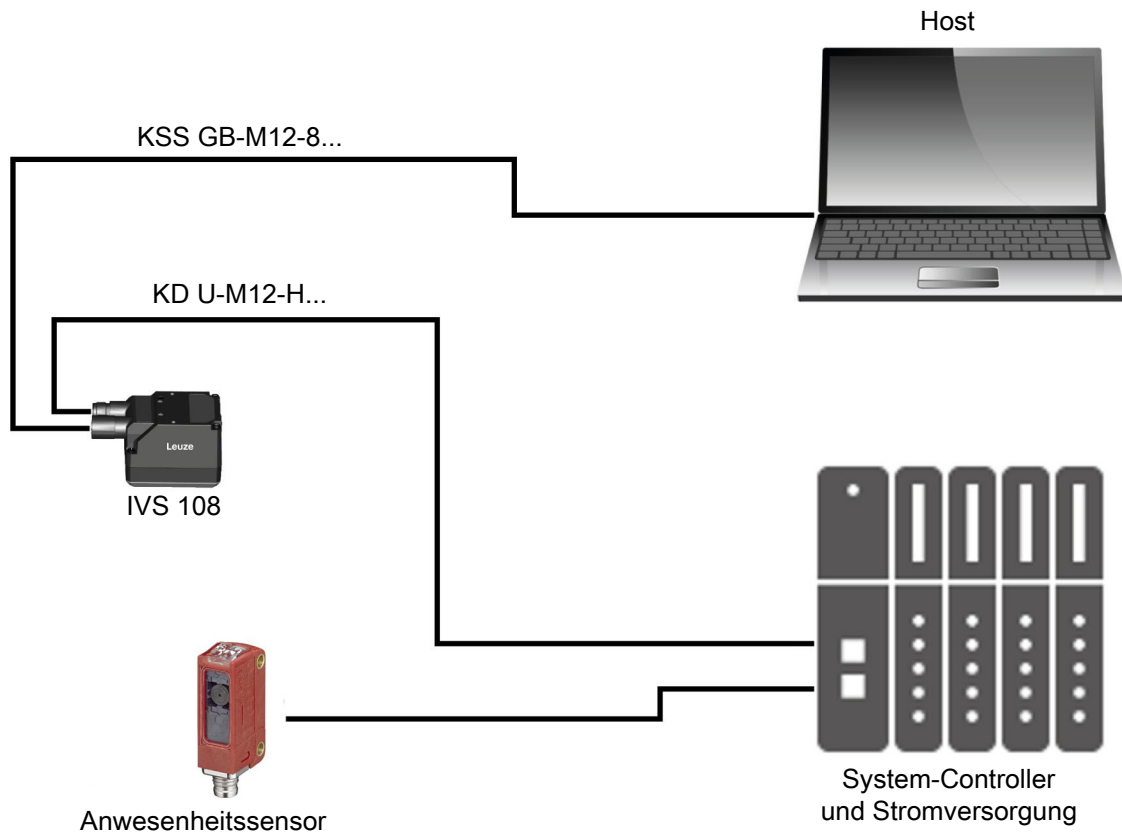 Host
KSS GB-M12-8...
KD U-M12-H...
Leuze
IVS 108
Anwesenheitssensor
System-Controller
und Stromversorgung